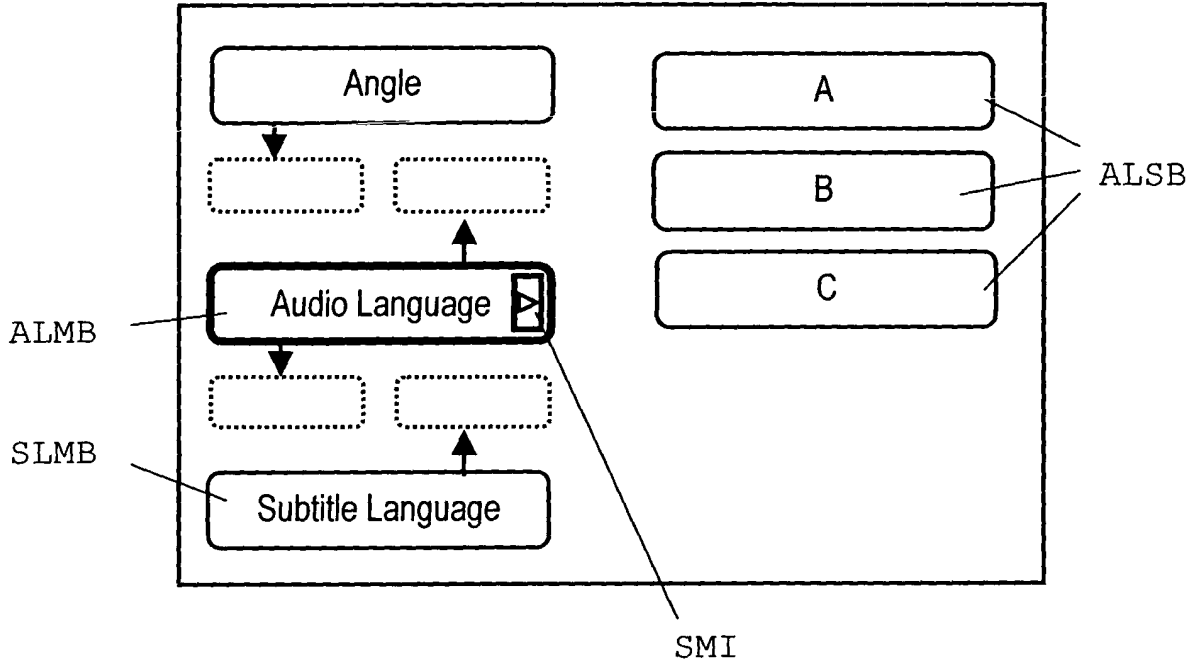 Angle
A
ALSB
B
Audio Language
C
ALMB
SLMB
Subtitle Language
SMI